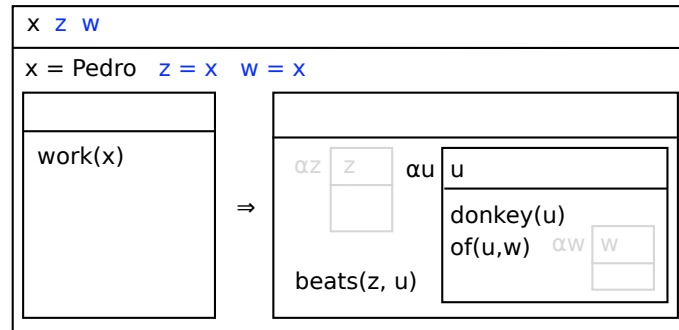 x z w
x = Pedro z = x w = x
work(x)
⇒
αz z
αu u
donkey(u)
of(u,w) αw w
beats(z, u)